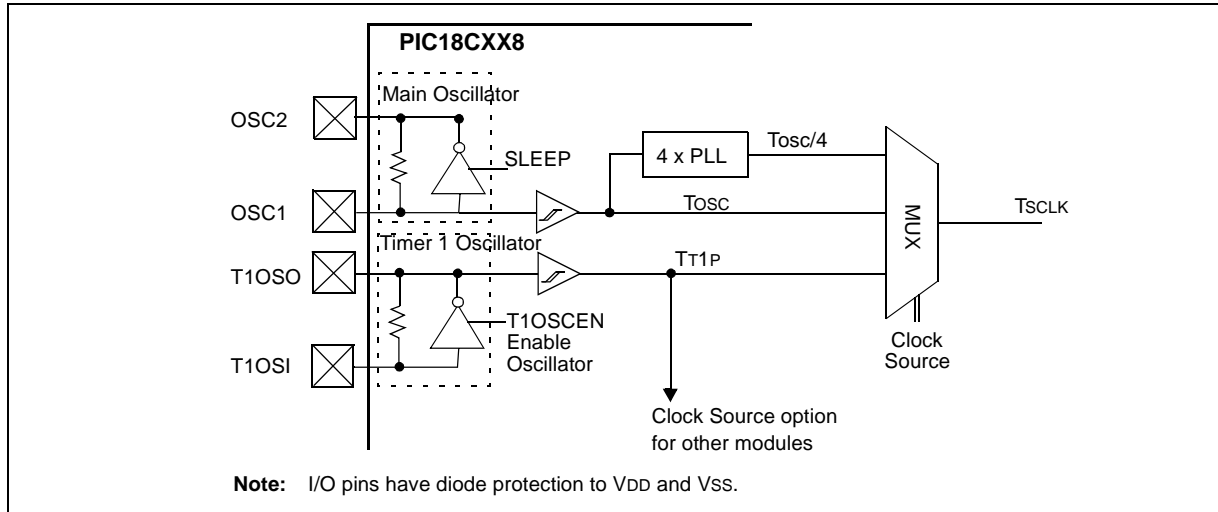 PIC18CXX8
Main Oscillator
OSC2
Tosc/4
4 x PLL
SLEEP
OSC1
TOSC
TSCLK
MUX
Timer 1 Oscillator
TT1P
T1OSO
T1OSCEN
Enable
Oscillator
Clock
Source
T1OSI
Clock Source option
for other modules
Note: I/O pins have diode protection to VDD and VSS.